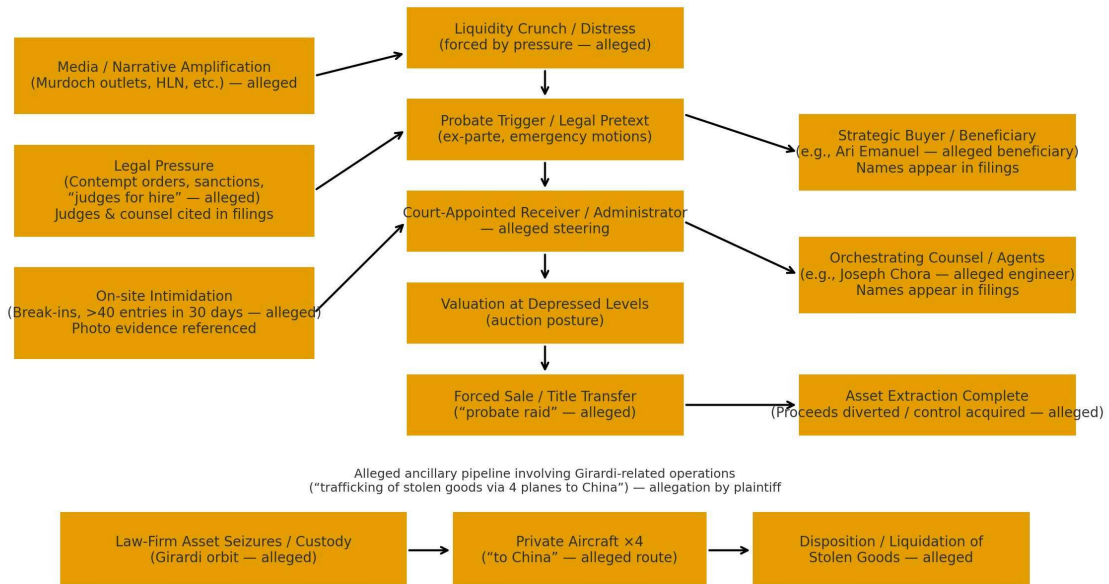 Liquidity Crunch / Distress
(forced by pressure — alleged)
Media / Narrative Amplification
(Murdoch outlets, HLN, etc.) — alleged
Probate Trigger / Legal Pretext
(ex-parte, emergency motions)
Strategic Buyer / Beneficiary
(e.g., Ari Emanuel — alleged beneficiary)
Names appear in filings
Legal Pressure
(Contempt orders, sanctions,
“judges for hire” — alleged)
Judges & counsel cited in filings
Court-Appointed Receiver / Administrator
— alleged steering
Orchestrating Counsel / Agents
(e.g., Joseph Chora — alleged engineer)
Names appear in filings
On-site Intimidation
(Break-ins, >40 entries in 30 days — alleged)
Photo evidence referenced
Valuation at Depressed Levels
(auction posture)
Forced Sale / Title Transfer
(“probate raid” — alleged)
Asset Extraction Complete
(Proceeds diverted / control acquired — alleged)
Alleged ancillary pipeline involving Girardi-related operations
(“trafficking of stolen goods via 4 planes to China”) — allegation by plaintiff
Law-Firm Asset Seizures / Custody
(Girardi orbit — alleged)
Private Aircraft ×4
(“to China” — alleged route)
Disposition / Liquidation of
Stolen Goods — alleged